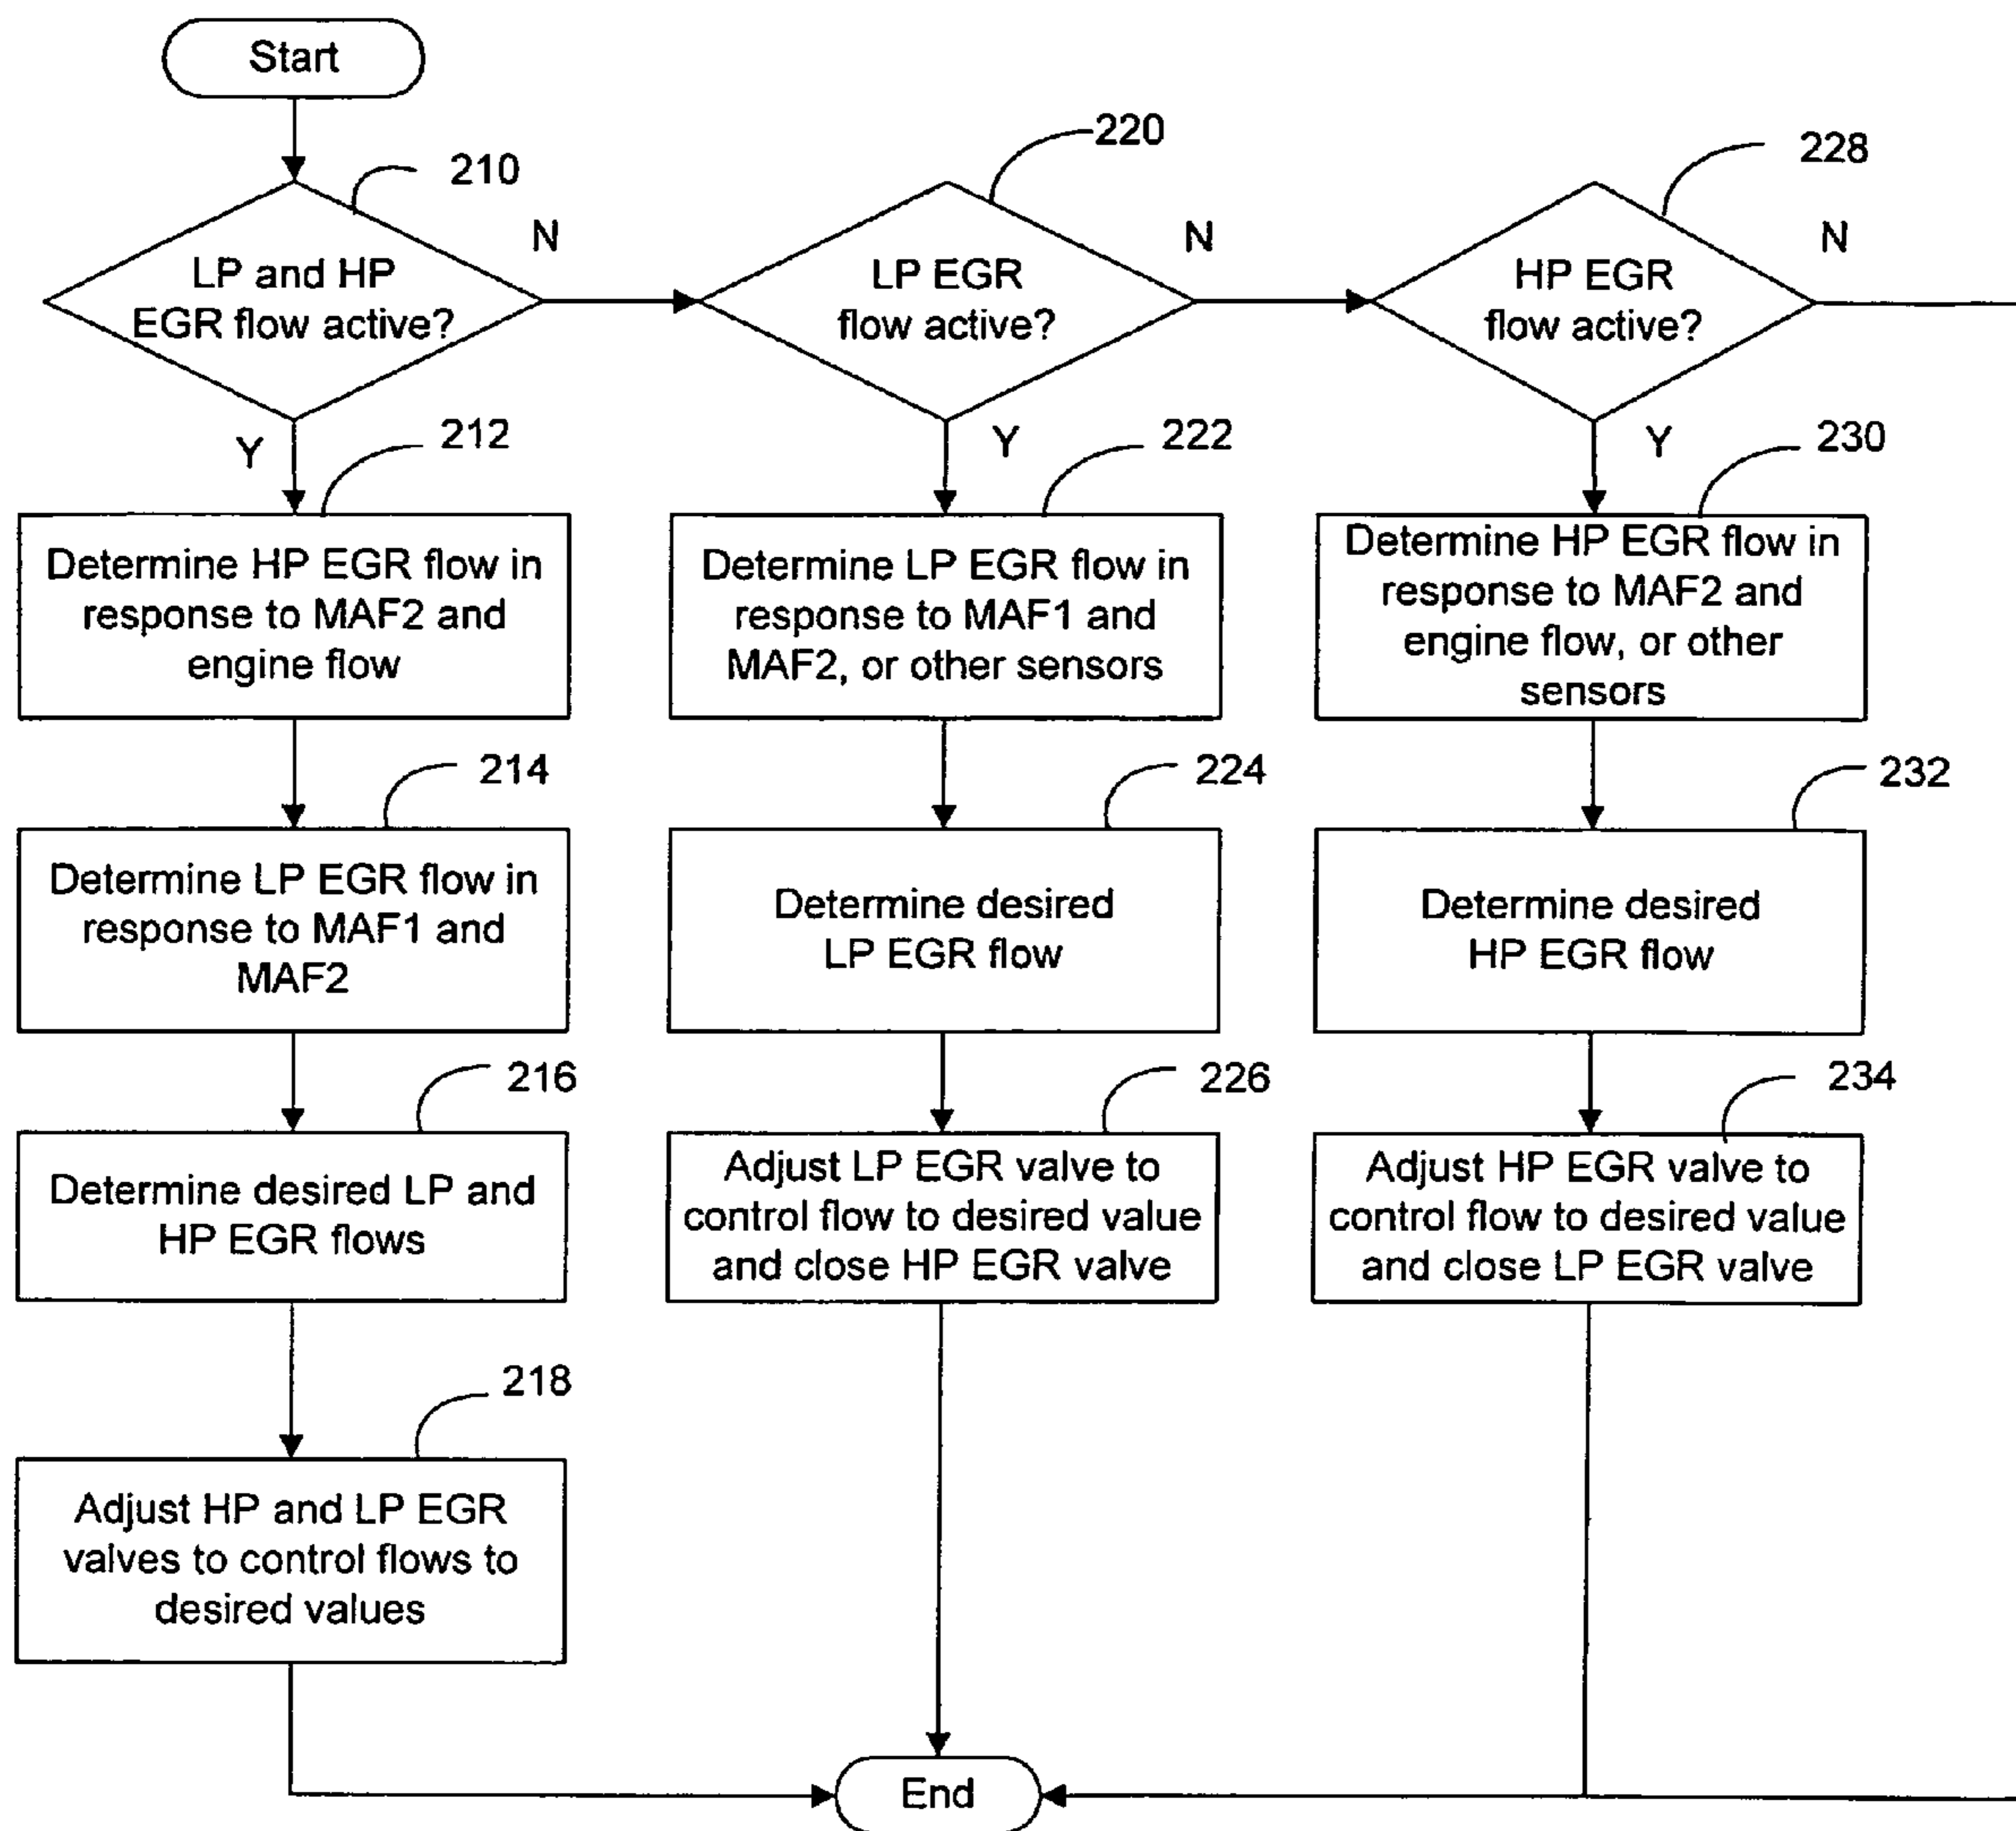 Start
210
LP and HP
EGR flow active?
N
Y
212
Determine HP EGR flow in
response to MAF2 and
engine flow
214
Determine LP EGR flow in
response to MAF1 and
MAF2
216
Determine desired LP and
HP EGR flows
218
Adjust HP and LP EGR
valves to control flows to
desired values
220
LP EGR
flow active?
N
Y
222
Determine LP EGR flow in
response to MAF1 and
MAF2, or other sensors
224
Determine desired
LP EGR flow
226
Adjust LP EGR valve to
control flow to desired value
and close HP EGR valve
228
HP EGR
flow active?
N
Y
230
Determine HP EGR flow in
response to MAF2 and
engine flow, or other
sensors
232
Determine desired
HP EGR flow
234
Adjust HP EGR valve to
control flow to desired value
and close LP EGR valve
End